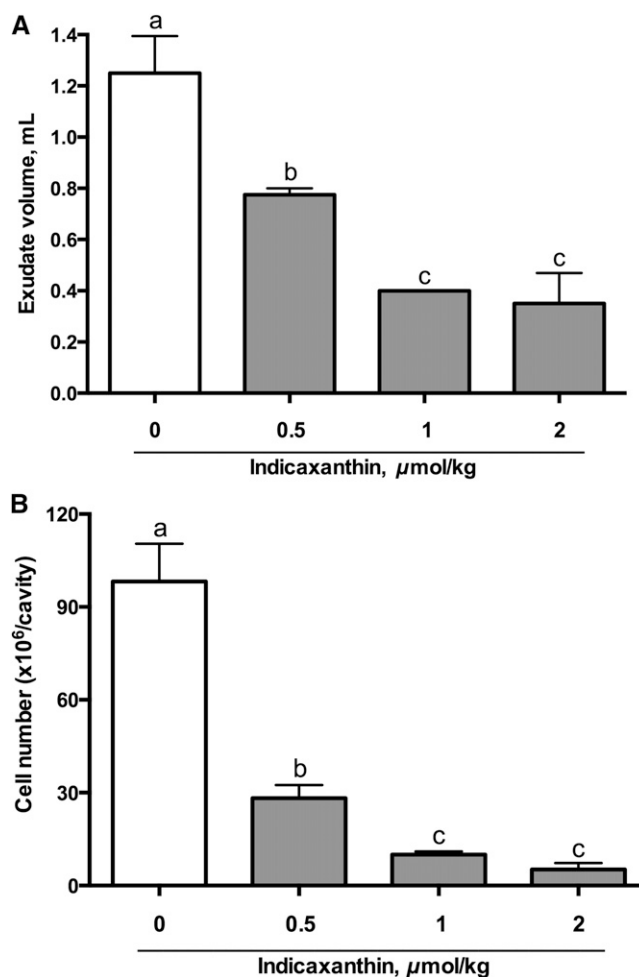 A
Exudate volume, mL
1.4
1.2
1.0
0.8
0.6
0.4
0.2
0.0
a
b
c
c
0 0.5 1 2
Indicaxanthin, μmol/kg
B
Cell number (x10⁶/cavity)
120
90
60
30
0
a
b
c
c
0 0.5 1 2
Indicaxanthin, μmol/kg